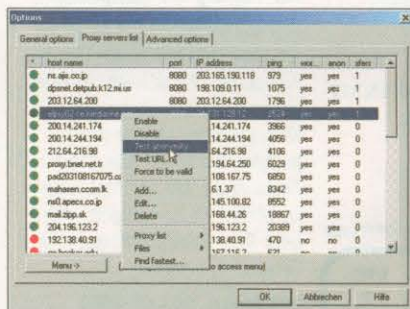 Options
General options Proxy servers list Advanced options
* host name port IP address ping anon xfers
ns.ajis.co.jp 8080 203.165.190.118 979 yes yes 1
dpsnet.detpub.k12.mi.us 8080 198.109.0.11 1075 yes yes 1
203.12.64.200 8080 203.12.64.200 1796 yes yes 1
200.14.241.174 .14.241.174 3966 yes yes 0
200.14.244.194 .14.244.194 4056 yes yes 0
212.64.216.98 .64.216.98 4106 yes yes 0
proxy.bnet.net.tr .194.64.250 6029 yes yes 0
pad203108167075.co .108.167.75 6850 yes yes 0
mahasen.ccom.lk .6.1.37 8342 yes yes 0
ns0.apecs.co.jp .145.100.82 8552 yes yes 0
mail.zipp.sk .168.44.26 18867 yes yes 0
204.196.123.2 .196.123.2 20389 yes yes 0
192.138.40.91 .138.40.91 470 no no 0
Enable
Disable
Test anonymity
Test URL
Force to be valid
Add...
Edit...
Delete
Proxy list
Files
Find fastest...
Menu -> to access menu)
OK Abbrechen Hilfe